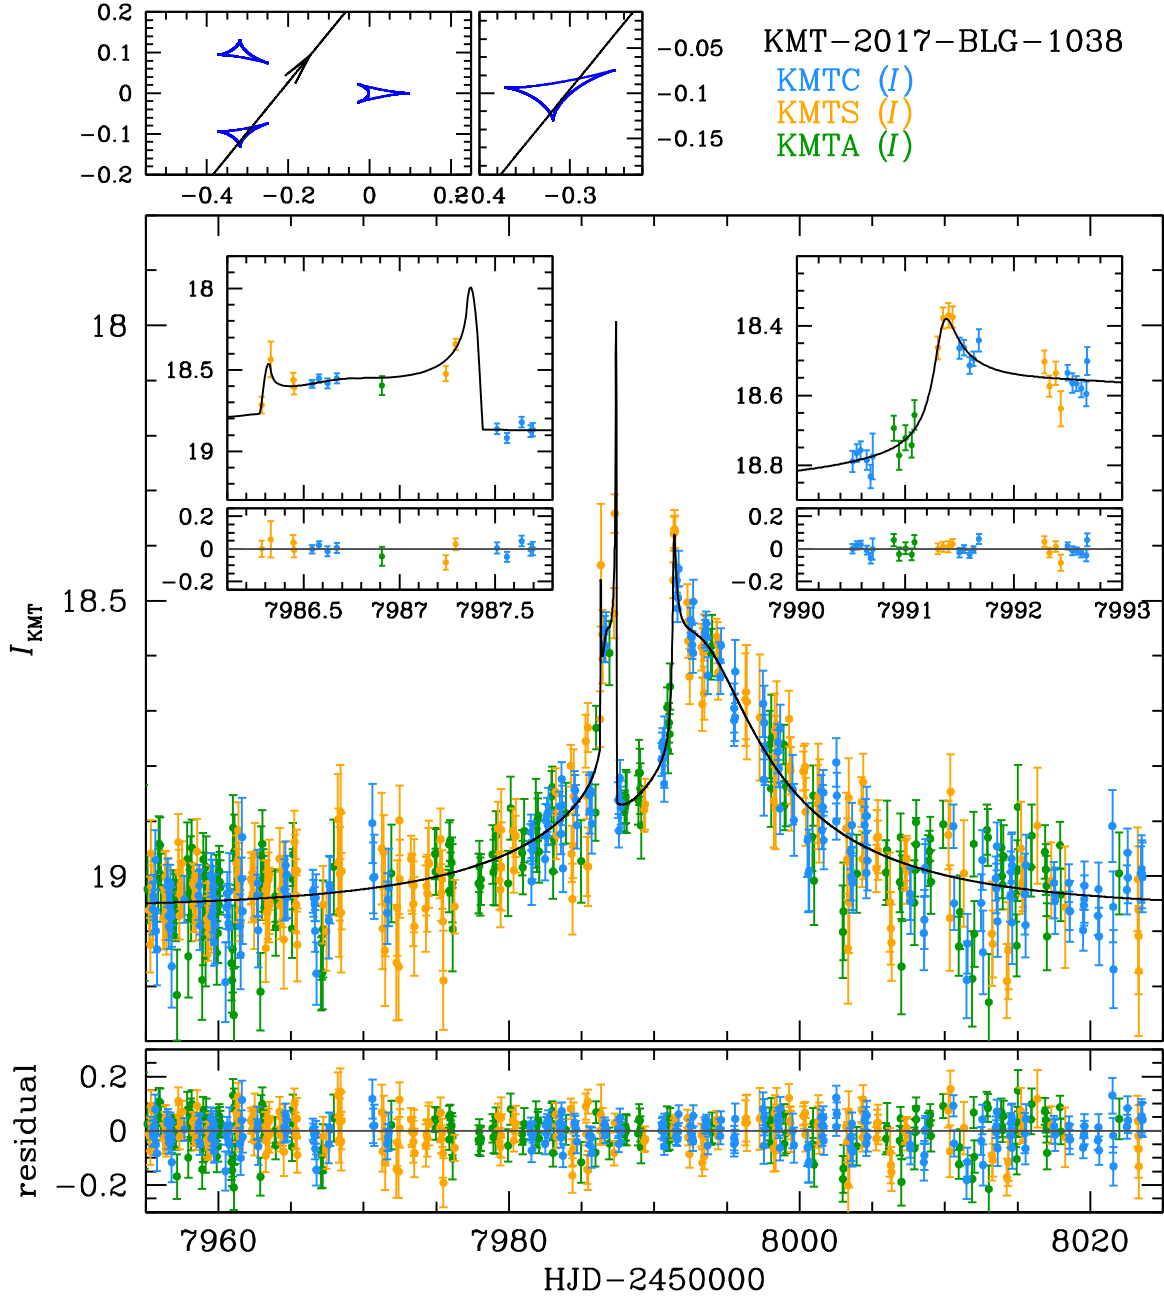 KMT−2017−BLG−1038
KMTC (I)
KMTS (I)
KMTA (I)
0.2
0.1
0
−0.1
−0.2
−0.4 −0.2 0 0.2
−0.05
−0.1
−0.15
0.4 −0.3
18
18.5
19
I_KMT
18
18.5
19
0.2
0
−0.2
7986.5 7987 7987.5
18.4
18.6
18.8
0.2
0
−0.2
7990 7991 7992 7993
residual
0.2
0
−0.2
7960 7980 8000 8020
HJD−2450000